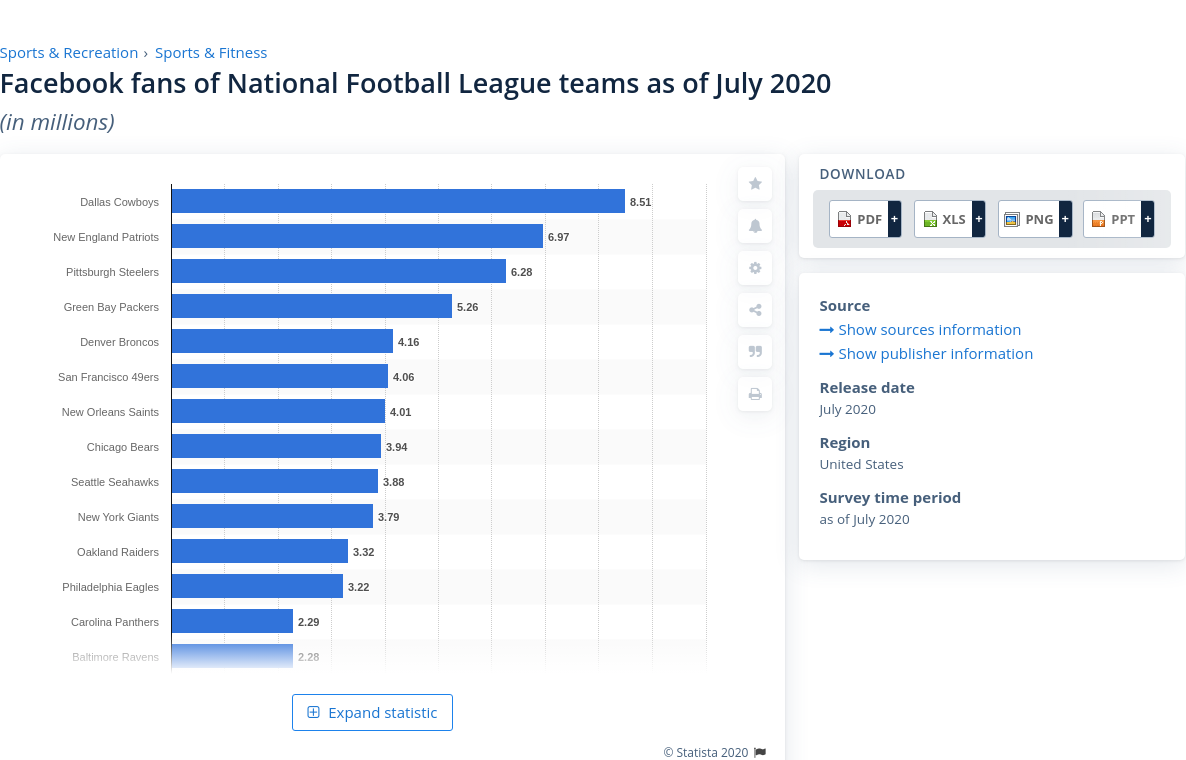 Sports & Recreation › Sports & Fitness
Facebook fans of National Football League teams as of July 2020
(in millions)
Dallas Cowboys 8.51
New England Patriots 6.97
Pittsburgh Steelers 6.28
Green Bay Packers 5.26
Denver Broncos 4.16
San Francisco 49ers 4.06
New Orleans Saints 4.01
Chicago Bears 3.94
Seattle Seahawks 3.88
New York Giants 3.79
Oakland Raiders 3.32
Philadelphia Eagles 3.22
Carolina Panthers 2.29
Baltimore Ravens 2.28
Expand statistic
© Statista 2020
DOWNLOAD
PDF + XLS + PNG + PPT +
Source
Show sources information
Show publisher information
Release date
July 2020
Region
United States
Survey time period
as of July 2020